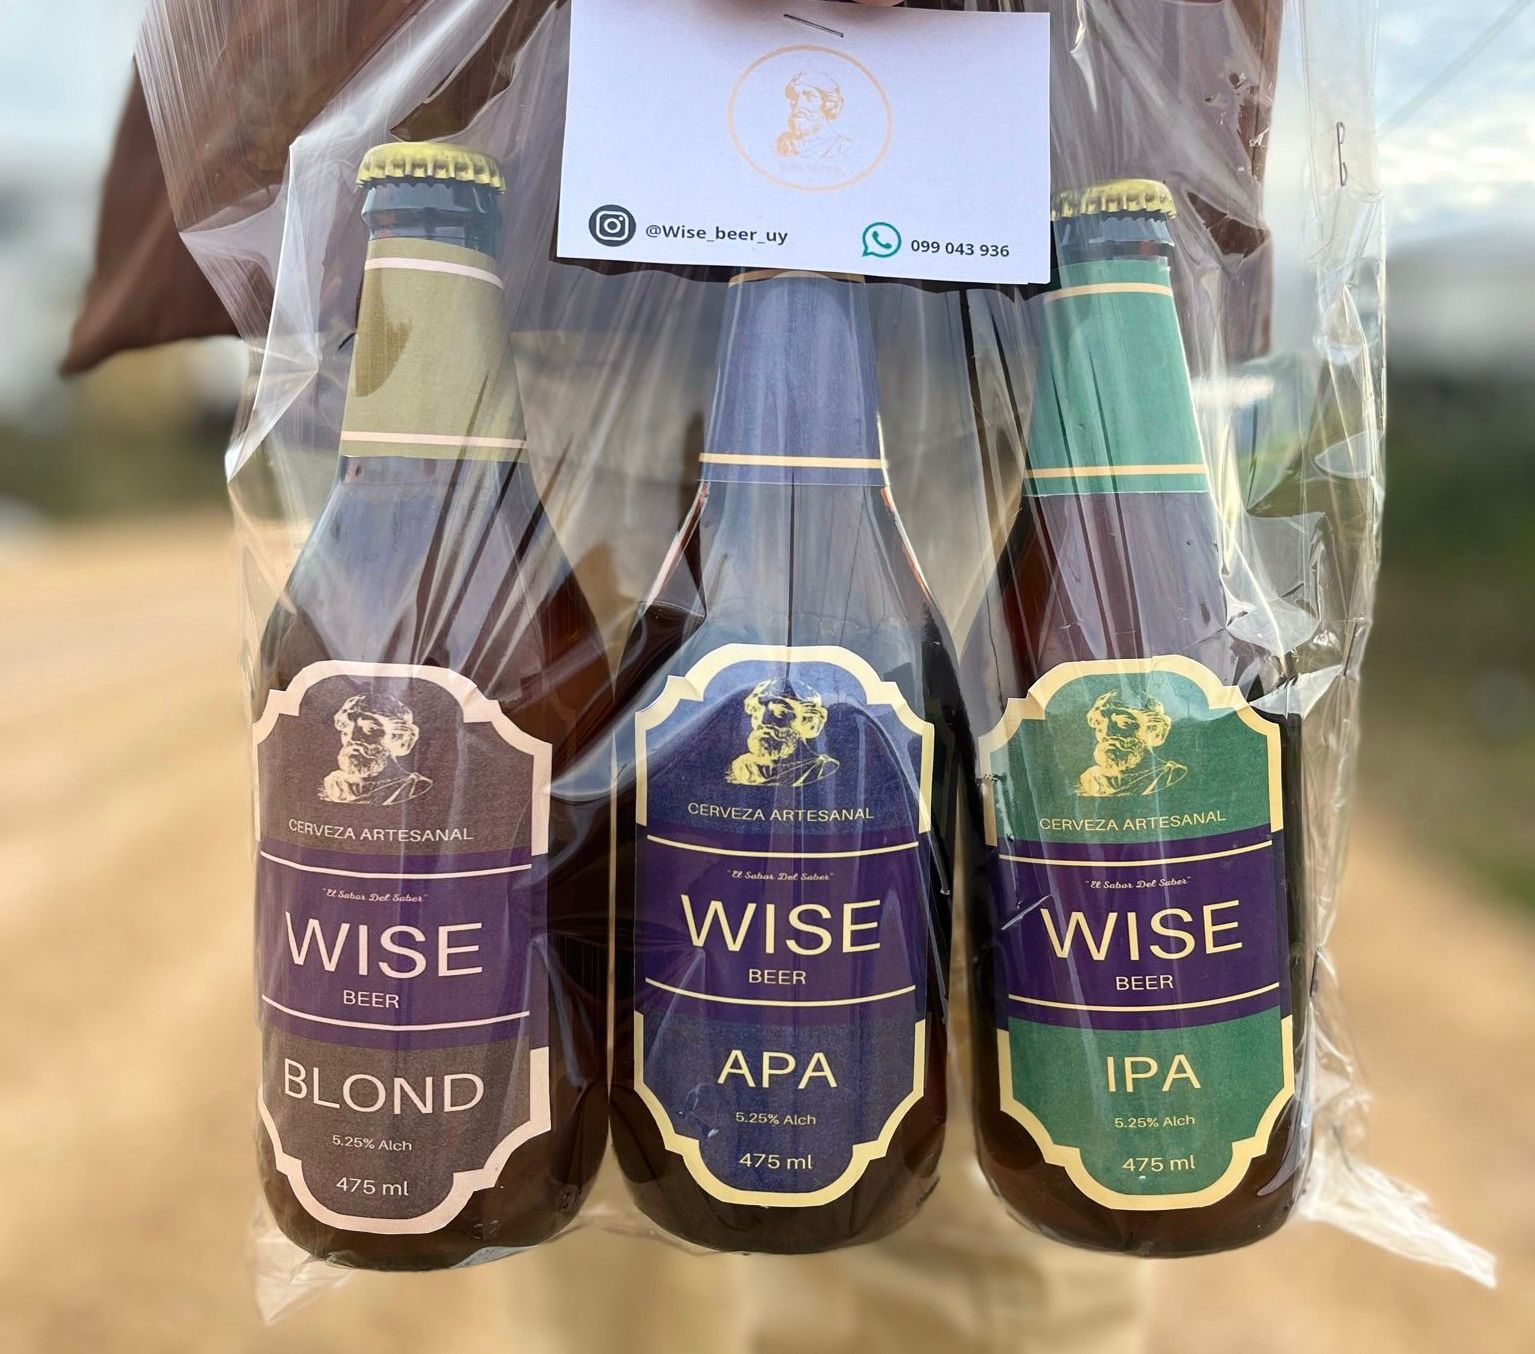 @Wise_beer_uy
099 043 936
CERVEZA ARTESANAL
"El Sabor Del Saber"
WISE
BEER
BLOND
5.25% Alch
475 ml
CERVEZA ARTESANAL
"El Sabor Del Saber"
WISE
BEER
APA
5.25% Alch
475 ml
CERVEZA ARTESANAL
"El Sabor Del Saber"
WISE
BEER
IPA
5.25% Alch
475 ml